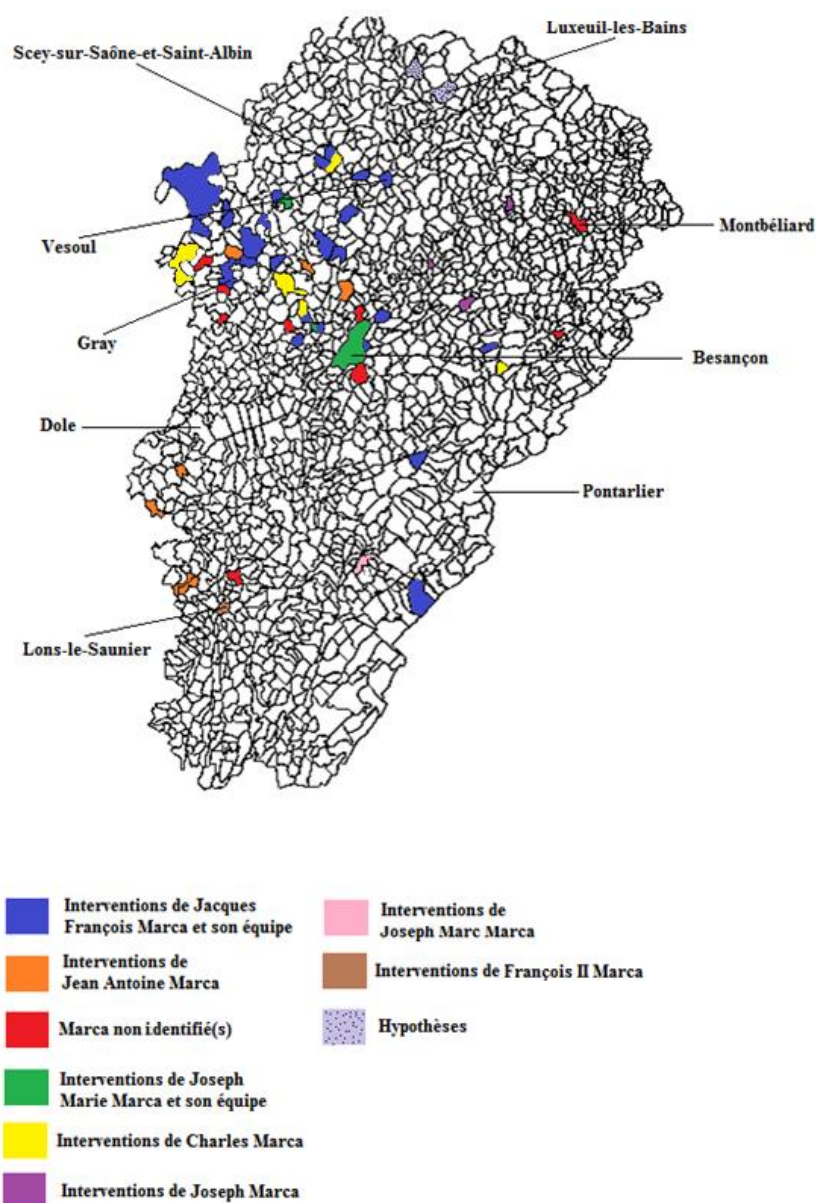 Luxeuil-les-Bains
Scey-sur-Saône-et-Saint-Albin
Montbéliard
Vesoul
Gray
Besançon
Dole
Pontarlier
Lons-le-Saunier
Interventions de Jacques
François Marca et son équipe
Interventions de
Jean Antoine Marca
Marca non identifié(s)
Interventions de Joseph
Marie Marca et son équipe
Interventions de Charles Marca
Interventions de Joseph Marca
Interventions de
Joseph Marc Marca
Interventions de François II Marca
Hypothèses